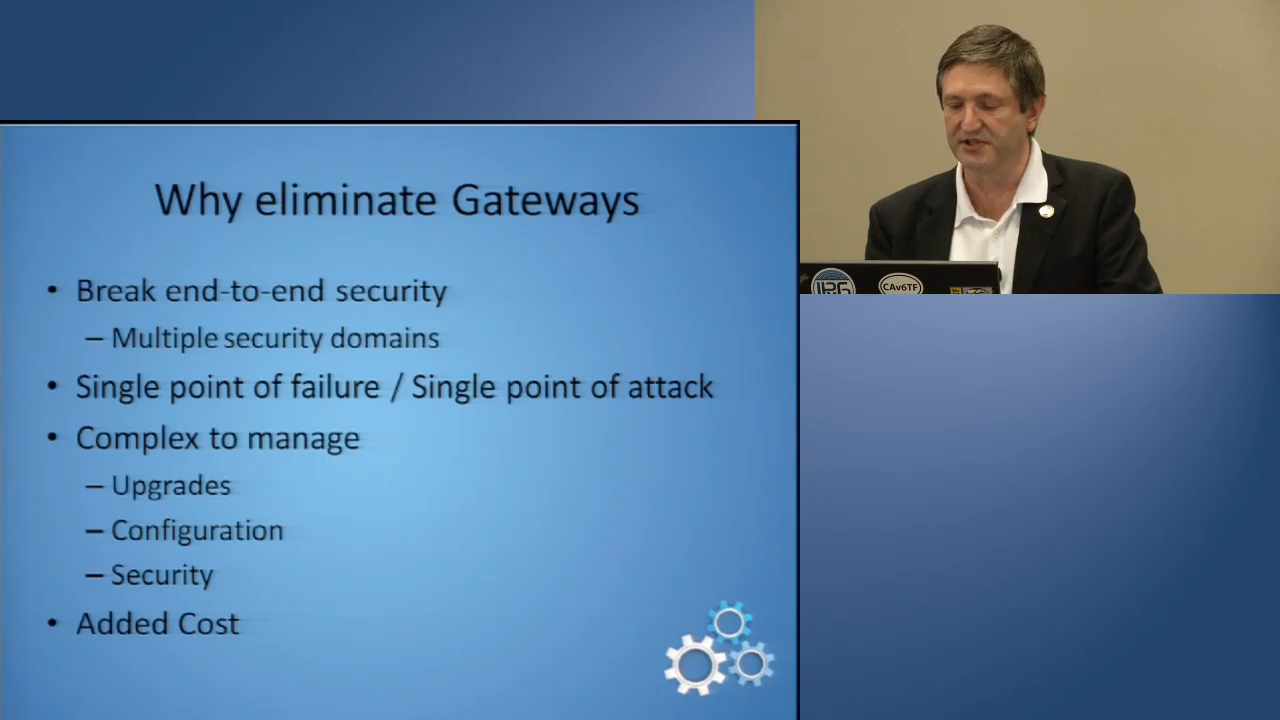 Why eliminate Gateways
• Break end-to-end security
– Multiple security domains
• Single point of failure / Single point of attack
• Complex to manage
– Upgrades
– Configuration
– Security
• Added Cost
CAv6TF